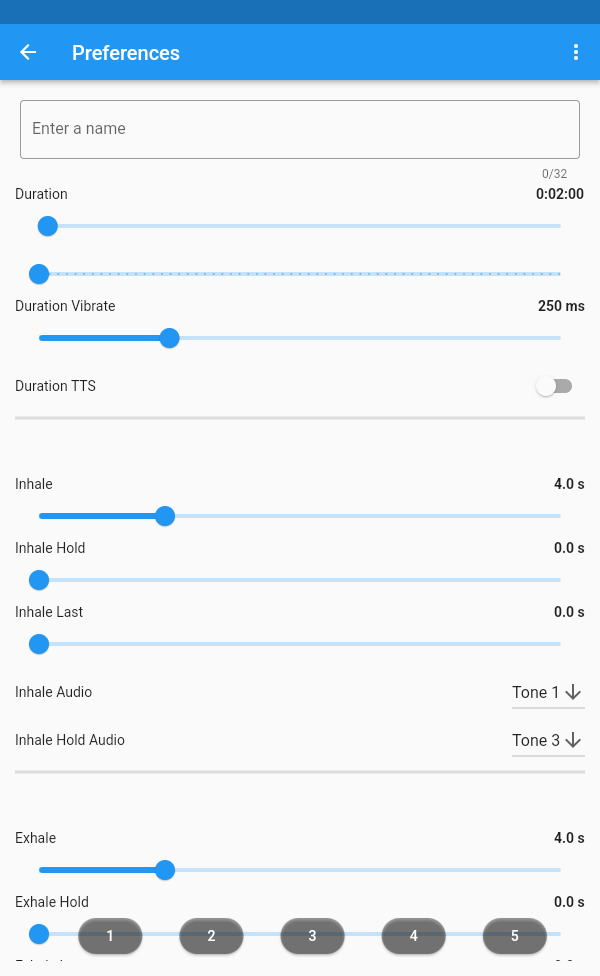 Preferences
Enter a name
0/32
Duration 0:02:00
Duration Vibrate 250 ms
Duration TTS
Inhale 4.0 s
Inhale Hold 0.0 s
Inhale Last 0.0 s
Inhale Audio Tone 1
Inhale Hold Audio Tone 3
Exhale 4.0 s
Exhale Hold 0.0 s
1 2 3 4 5